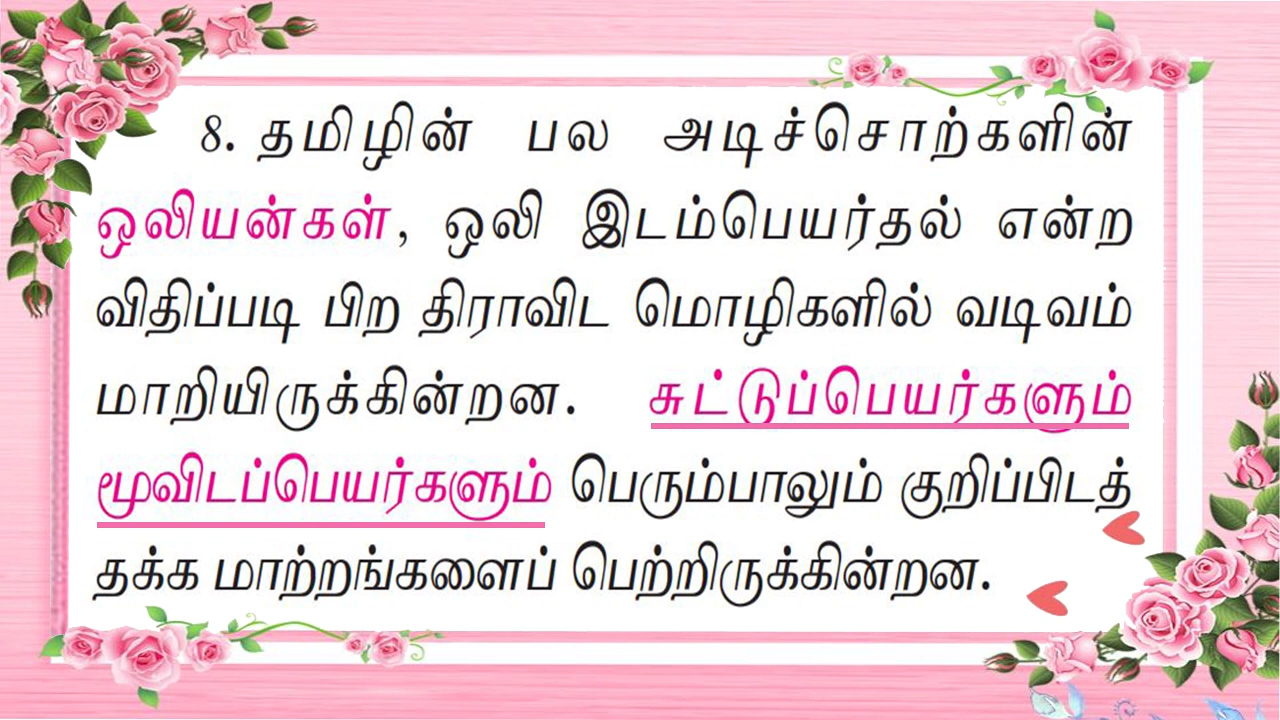 8. தமிழின் பல அடிச்சொற்களின்
ஒலியன்கள், ஒலி இடம்பெயர்தல் என்ற
விதிப்படி பிற திராவிட மொழிகளில் வடிவம்
மாறியிருக்கின்றன. சுட்டுப்பெயர்களும்
மூவிடப்பெயர்களும் பெரும்பாலும் குறிப்பிடத்
தக்க மாற்றங்களைப் பெற்றிருக்கின்றன.